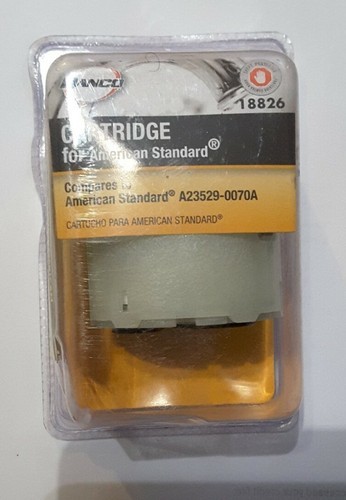 DANCO
18826
CARTRIDGE
for American Standard®
Compares to
American Standard® A23529-0070A
CARTUCHO PARA AMERICAN STANDARD®